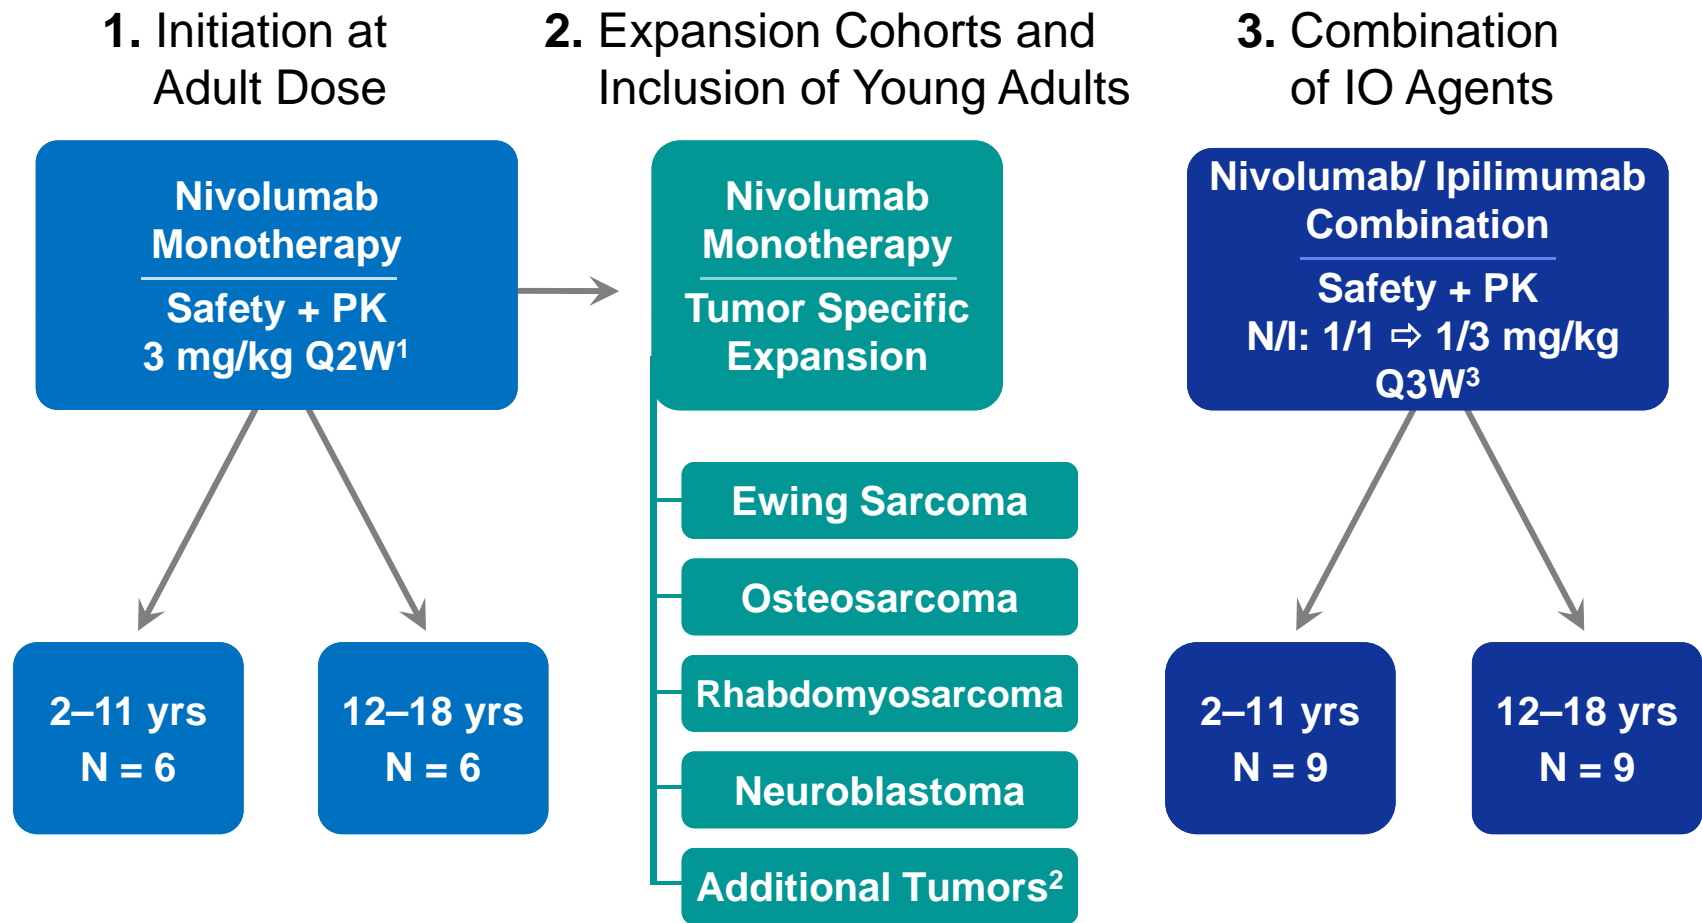 1. Initiation at
Adult Dose
Nivolumab
Monotherapy
Safety + PK
3 mg/kg Q2W¹
2–11 yrs
N = 6
12–18 yrs
N = 6
2. Expansion Cohorts and
Inclusion of Young Adults
Nivolumab
Monotherapy
Tumor Specific
Expansion
Ewing Sarcoma
Osteosarcoma
Rhabdomyosarcoma
Neuroblastoma
Additional Tumors²
3. Combination
of IO Agents
Nivolumab/ Ipilimumab
Combination
Safety + PK
N/I: 1/1 ⇨ 1/3 mg/kg
Q3W³
2–11 yrs
N = 9
12–18 yrs
N = 9